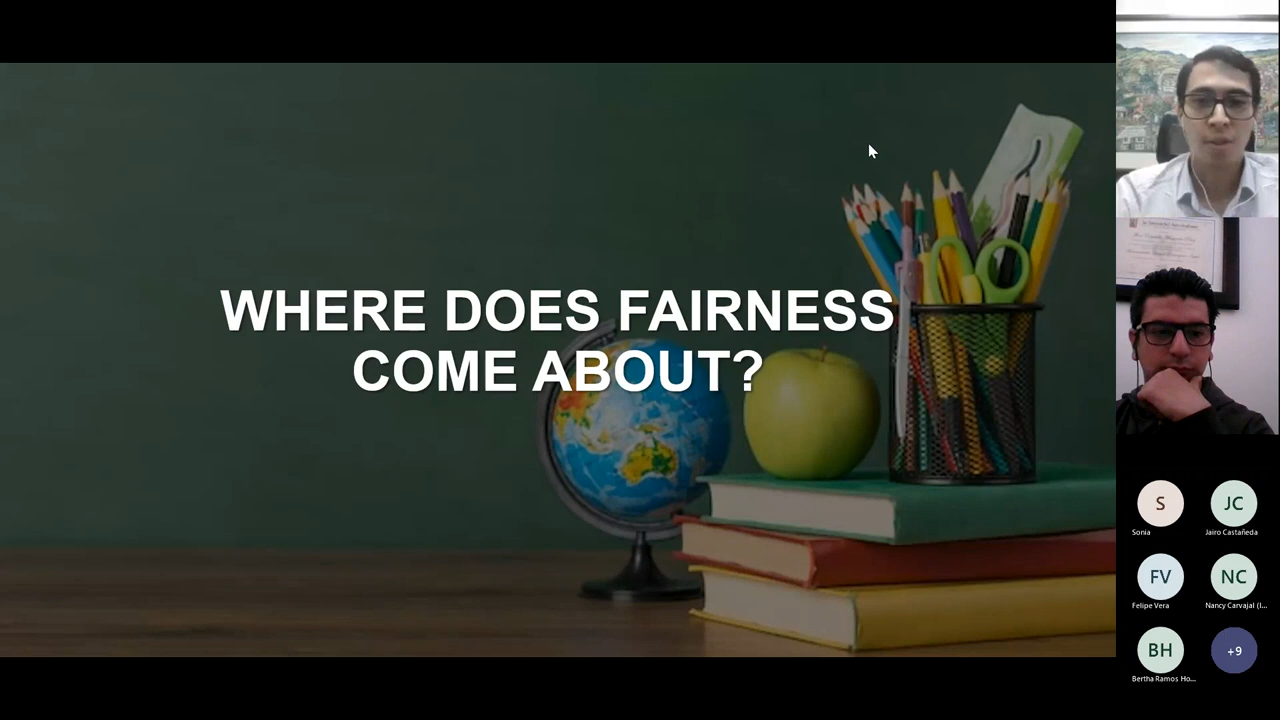 WHERE DOES FAIRNESS
COME ABOUT?
S
JC
Sonia
Jairo Castañeda
FV
NC
Felipe Vera
Nancy Carvajal (I...
BH
+9
Bertha Ramos Ho...